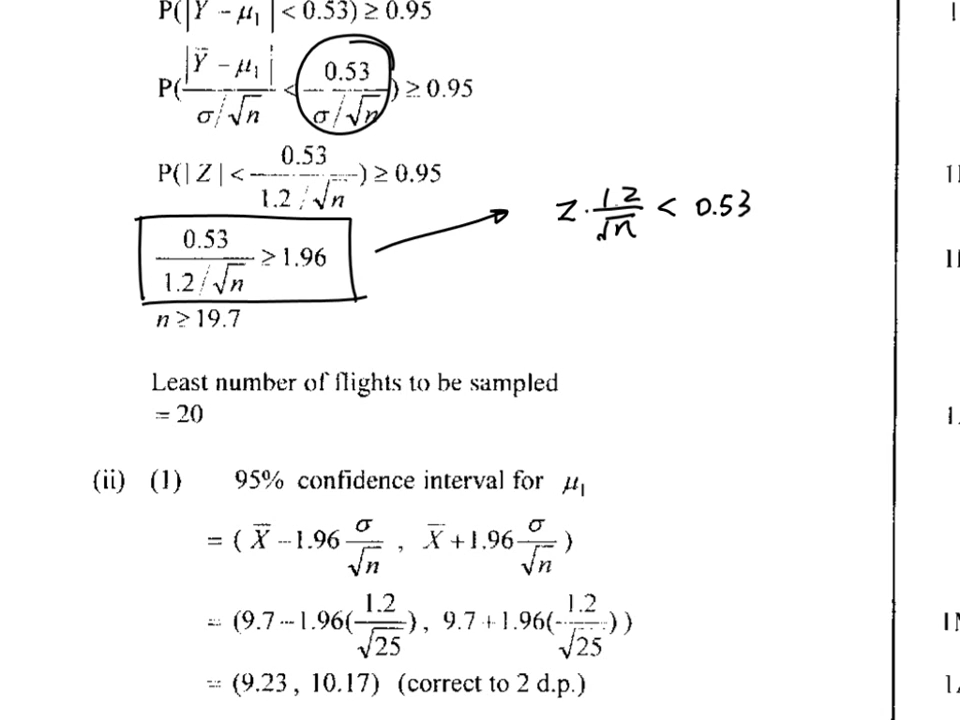 P(|Ȳ − μ₁| < 0.53) ≥ 0.95
P(|Ȳ − μ₁| / (σ/√n) < 0.53 / (σ/√n)) ≥ 0.95
P(| Z | < 0.53 / (1.2/√n)) ≥ 0.95
z · 1.2/√n < 0.53
0.53 / (1.2/√n) ≥ 1.96
n ≥ 19.7
Least number of flights to be sampled
= 20
(ii) (1) 95% confidence interval for μ₁
= ( X̄ − 1.96 σ/√n , X̄ + 1.96 σ/√n )
= (9.7 − 1.96(1.2/√25), 9.7 + 1.96(1.2/√25))
= (9.23 , 10.17) (correct to 2 d.p.)